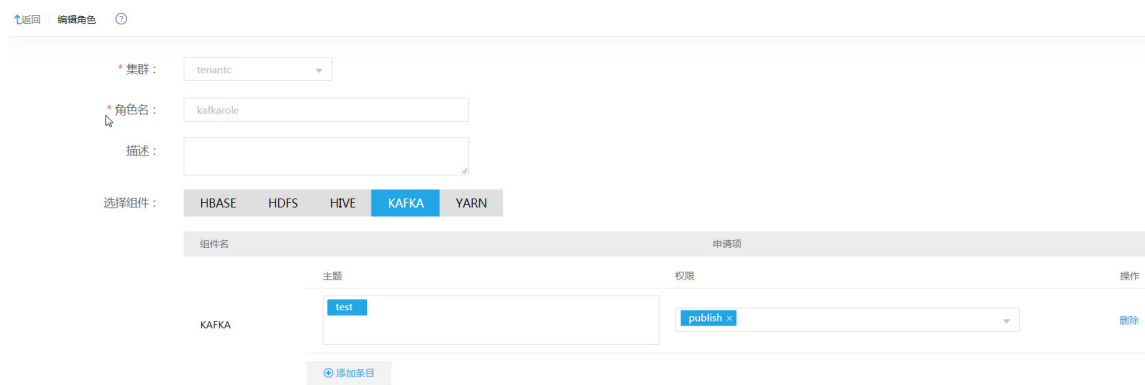 返回 编辑角色 ?
* 集群： tenantc
* 角色名： kafkarole
描述：
选择组件： HBASE HDFS HIVE KAFKA YARN
组件名 申请项
主题 权限 操作
KAFKA test publish × 删除
添加条目